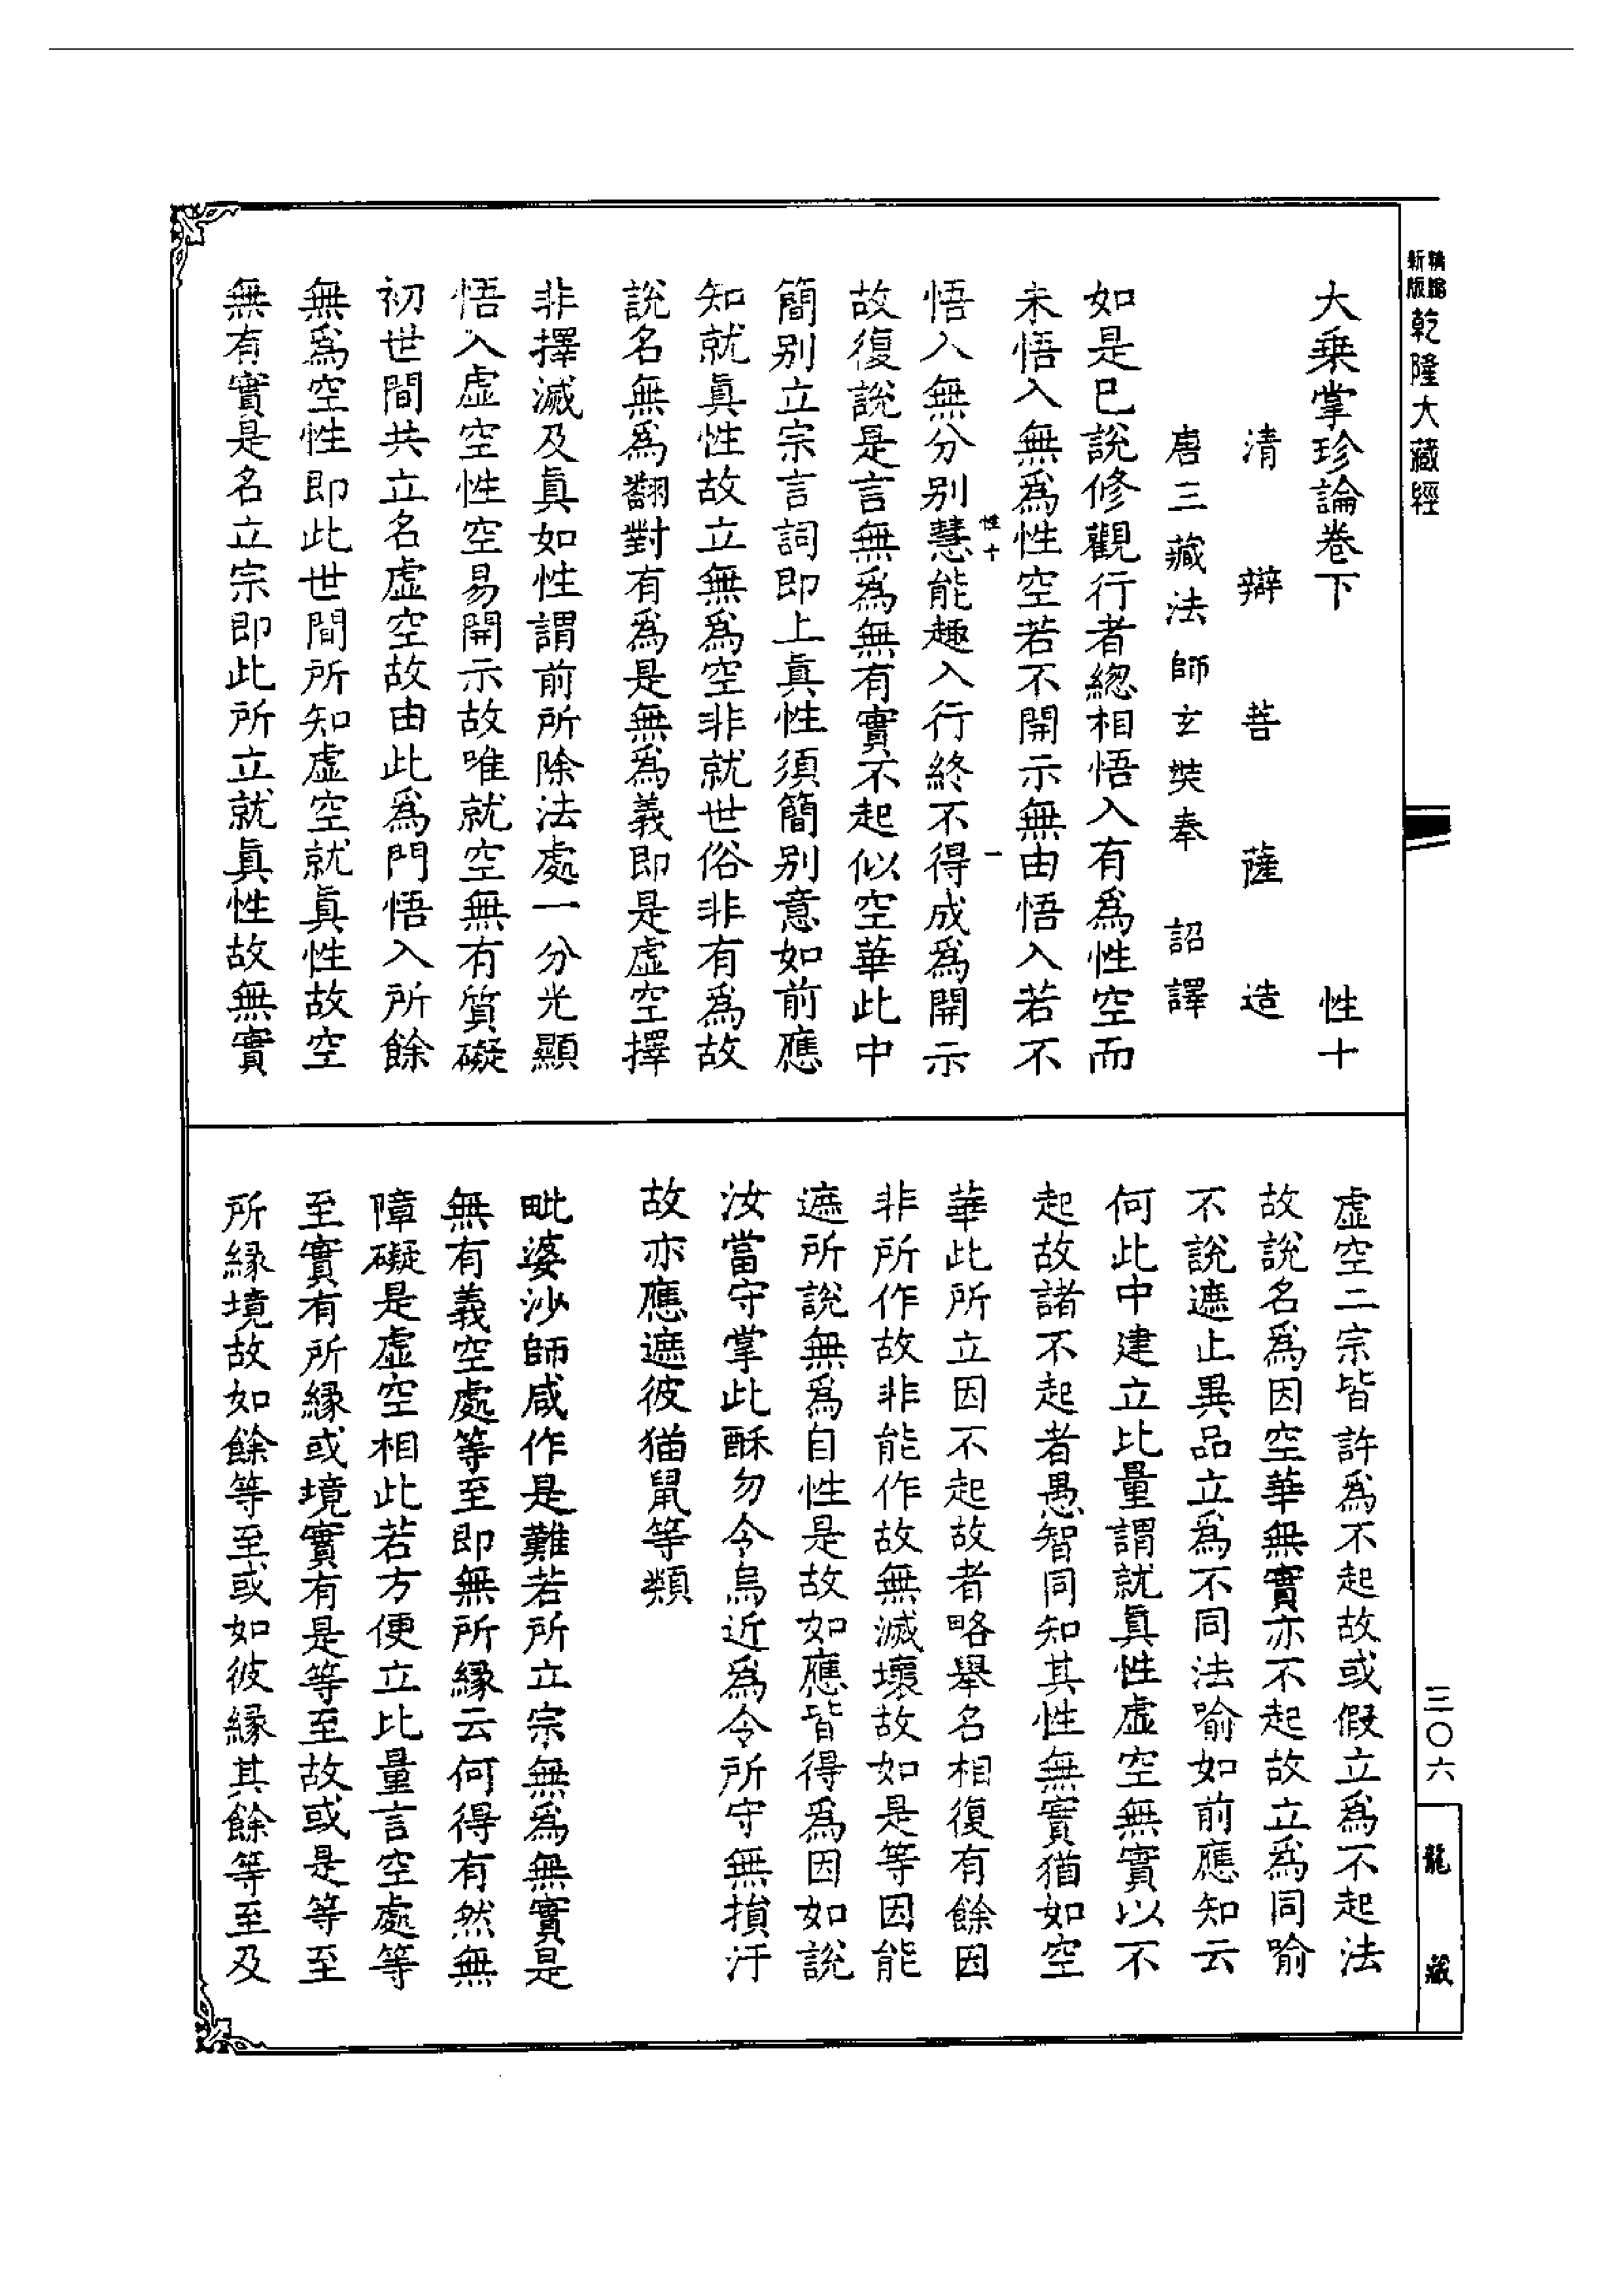 精縮
新版
乾隆大藏經
大乗掌珍論卷下 性十
清辯菩薩造
唐三藏法師玄奘奉 詔譯
如是已說修觀行者總相悟入有爲性空而
未悟入無爲性空若不開示無由悟入若不
性十 一
悟入無分別慧能趣入行終不得成爲開示
故復說是言無爲無有實不起似空華此中
簡別立宗言詞即上眞性須簡別意如前應
知就眞性故立無爲空非就世俗非有爲故
說名無爲翻對有爲是無爲義即是虛空擇
非擇滅及眞如性謂前所除法處一分光顯
悟入虛空性空易開示故唯就空無有質礙
初世間共立名虛空故由此爲門悟入所餘
無爲空性即此世間所知虛空就眞性故空
無有實是名立宗即此所立就眞性故無實
虛空二宗皆許爲不起故或假立爲不起法
故說名爲因空華無實亦不起故立爲同喻
不說遮止異品立爲不同法喻如前應知云
何此中建立比量謂就眞性虛空無實以不
起故諸不起者愚智同知其性無實猶如空
華此所立因不起故者略舉名相復有餘因
非所作故非能作故無滅壞故如是等因能
遮所說無爲自性是故如應皆得爲因如說
汝當守掌此酥勿令烏近爲令所守無損汙
故亦應遮彼猫鼠等類
毗婆沙師咸作是難若所立宗無爲無實是
無有義空處等至即無所緣云何得有然無
障礙是虛空相此若方便立比量言空處等
至實有所緣或境實有是等至故或是等至
所緣境故如餘等至或如彼緣其餘等至及
三〇六
龍藏